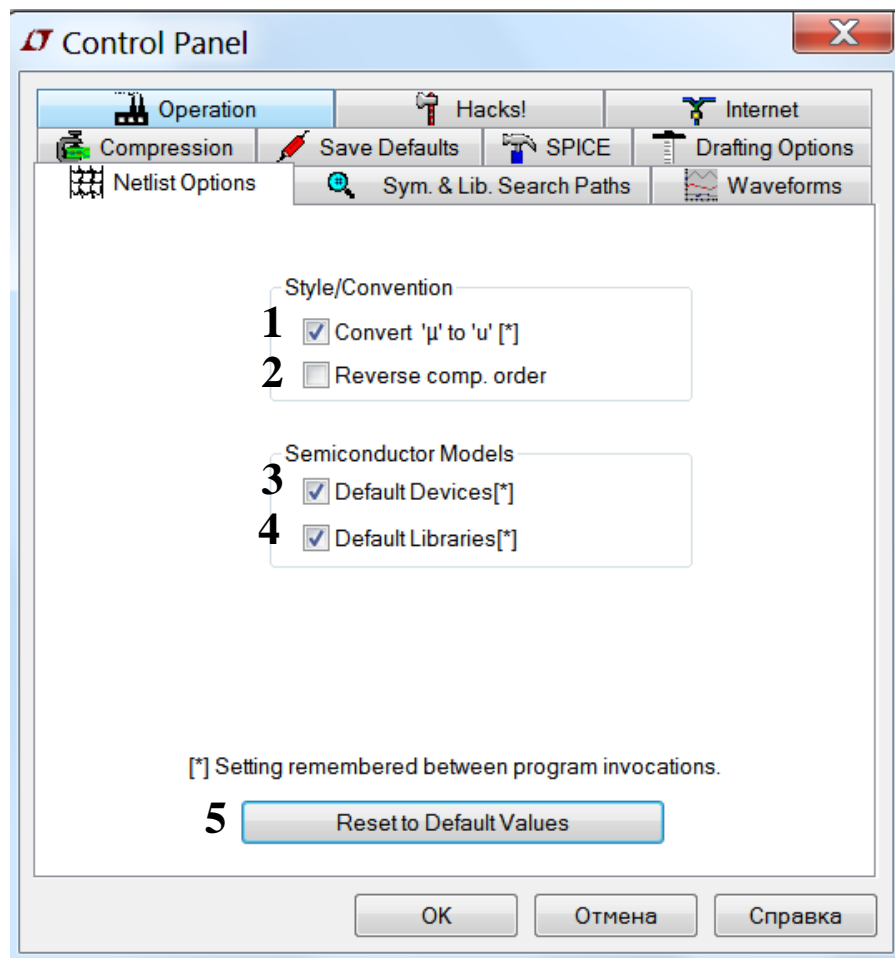 Control Panel
Operation Hacks! Internet
Compression Save Defaults SPICE Drafting Options
Netlist Options Sym. & Lib. Search Paths Waveforms
Style/Convention
1 Convert 'µ' to 'u' [*]
2 Reverse comp. order
Semiconductor Models
3 Default Devices[*]
4 Default Libraries[*]
[*] Setting remembered between program invocations.
5 Reset to Default Values
OK Отмена Справка